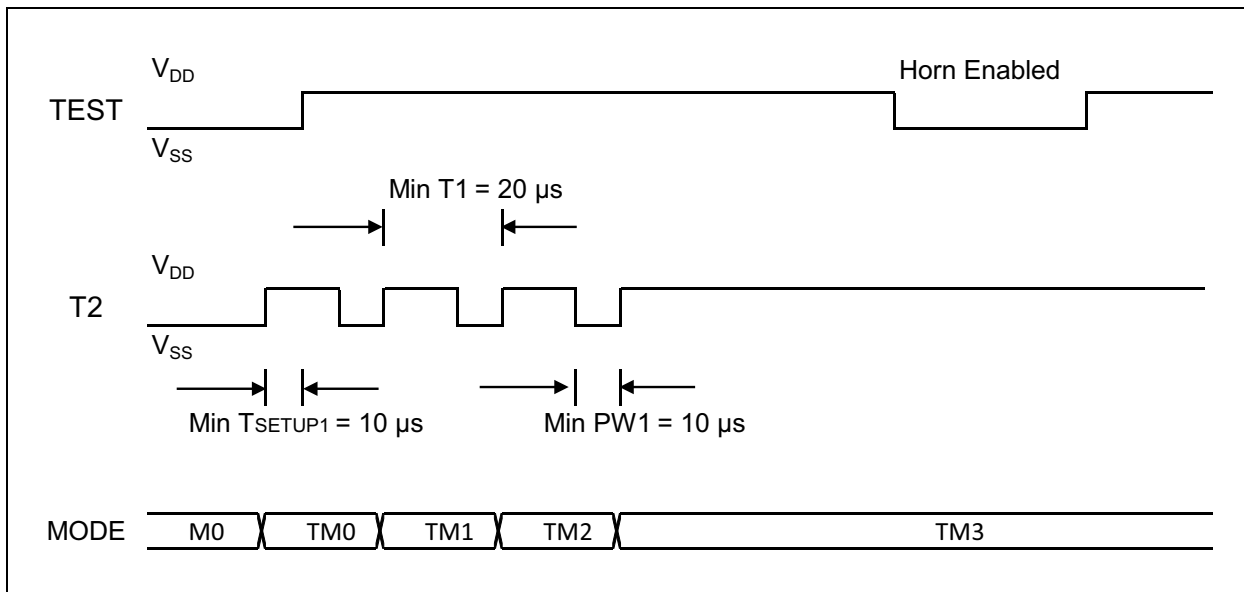 VDD
Horn Enabled
TEST
VSS
Min T1 = 20 µs
VDD
T2
VSS
Min TSETUP1 = 10 µs
Min PW1 = 10 µs
MODE
M0
TM0
TM1
TM2
TM3